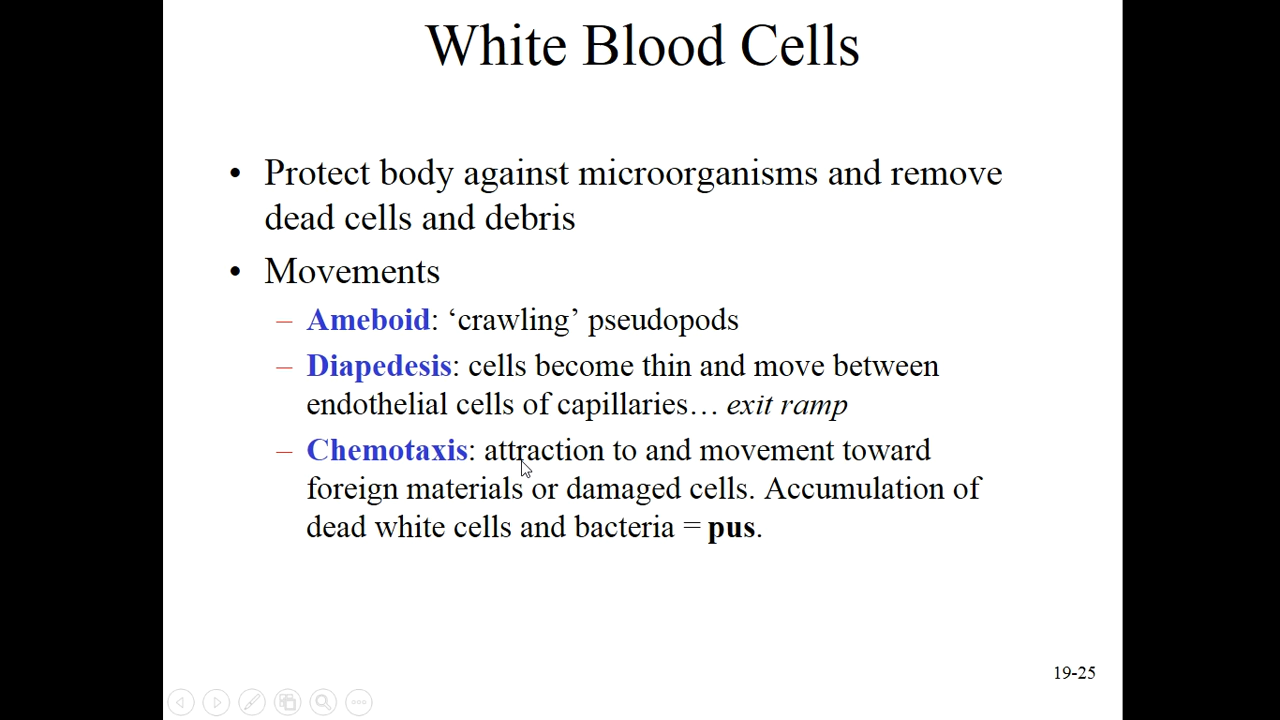 White Blood Cells
• Protect body against microorganisms and remove
dead cells and debris
• Movements
– Ameboid: ‘crawling’ pseudopods
– Diapedesis: cells become thin and move between
endothelial cells of capillaries… exit ramp
– Chemotaxis: attraction to and movement toward
foreign materials or damaged cells. Accumulation of
dead white cells and bacteria = pus.
19-25